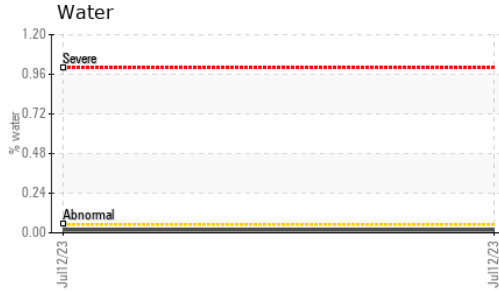 Water
1.20
Severe
0.96
0.72
% water
0.48
0.24
Abnormal
0.00
Jul12/23
Jul12/23